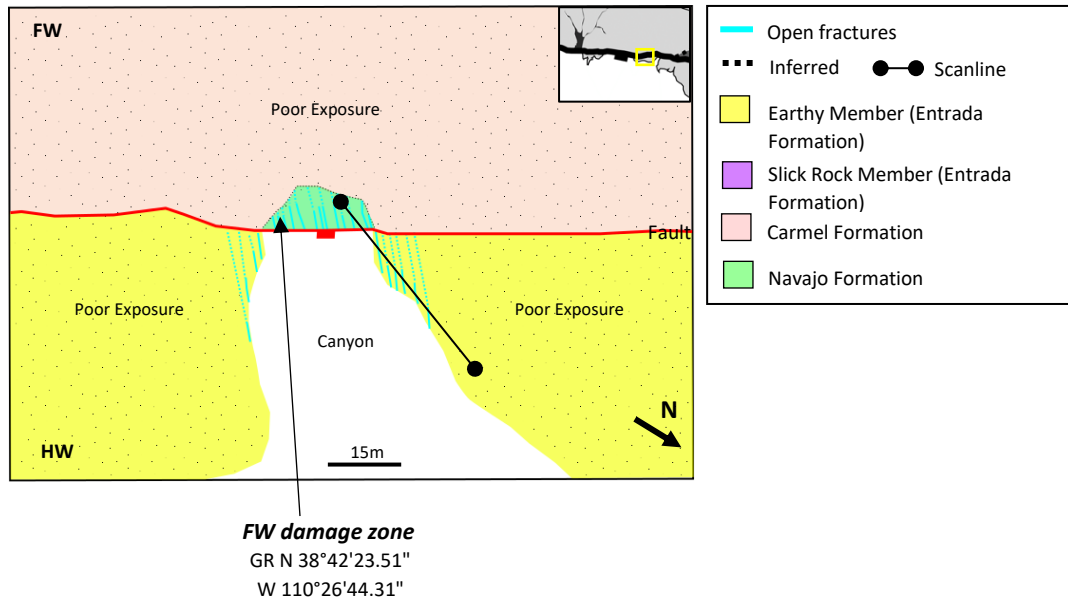 FW
Poor Exposure
Fault
Poor Exposure
Poor Exposure
Canyon
N
HW
15m
FW damage zone
GR N 38°42'23.51"
W 110°26'44.31"
Open fractures
Inferred
Scanline
Earthy Member (Entrada
Formation)
Slick Rock Member (Entrada
Formation)
Carmel Formation
Navajo Formation